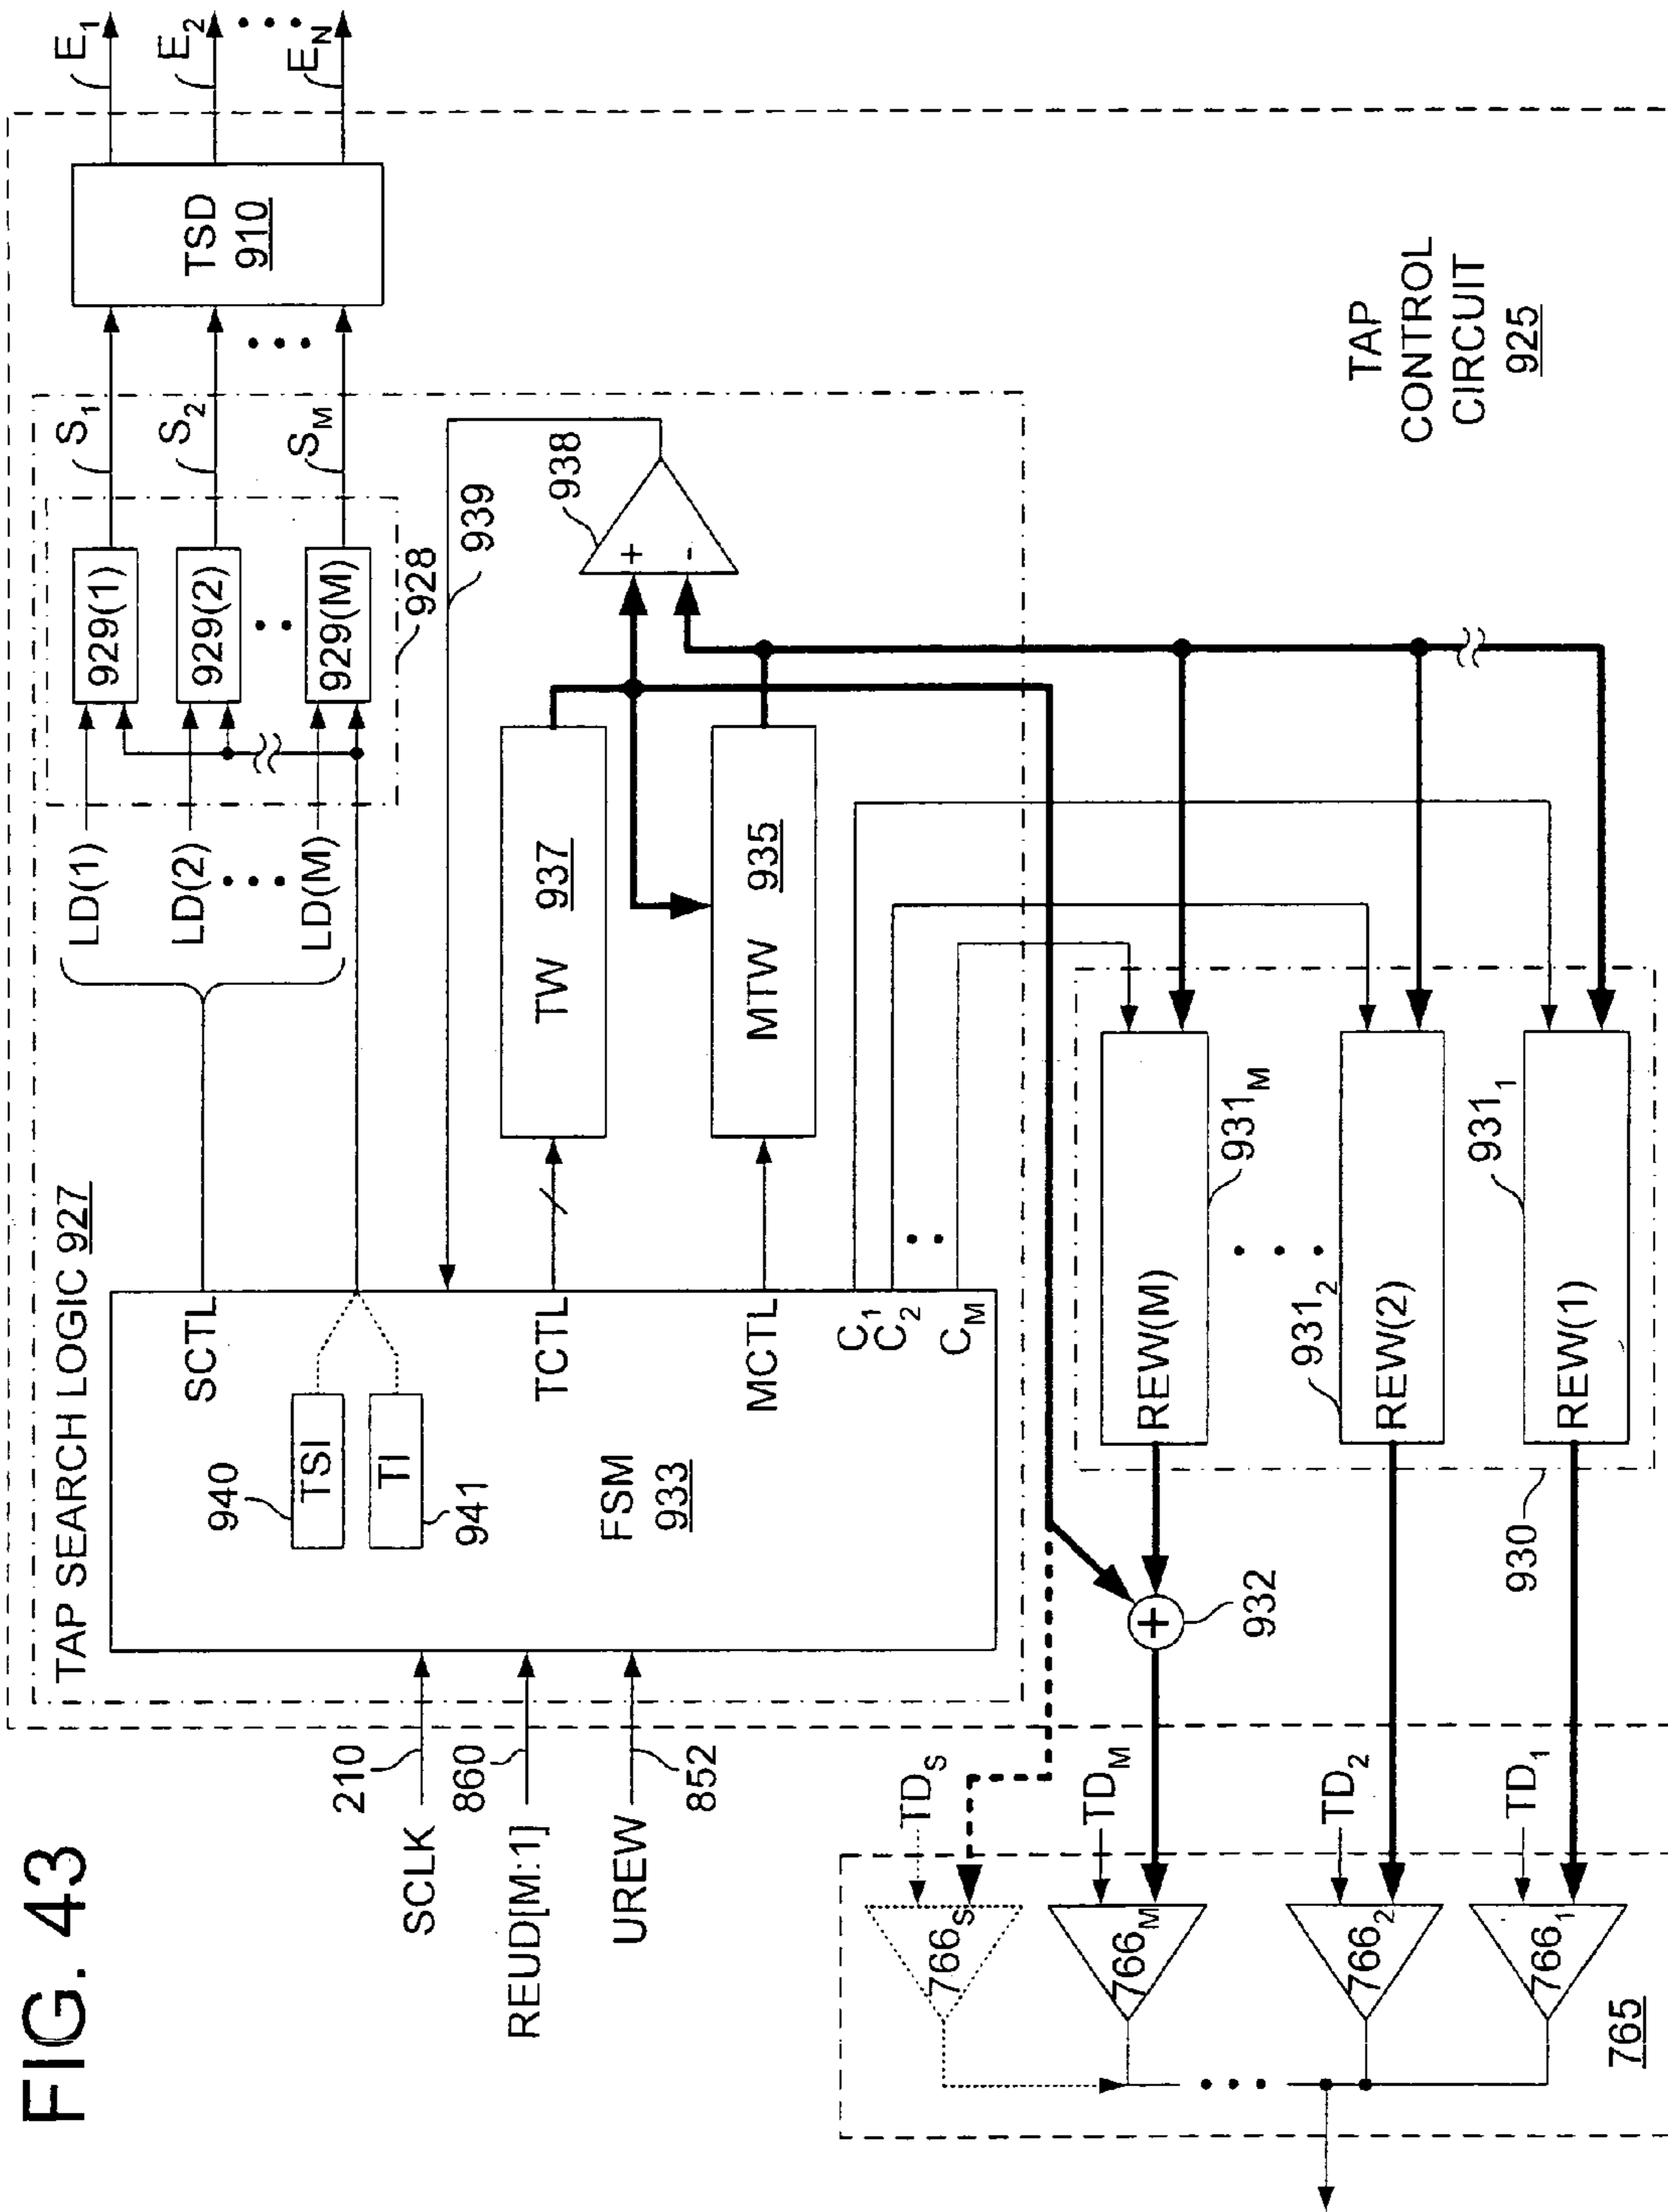 FIG. 43
TAP SEARCH LOGIC 927
SCLK
210
REUD[M:1]
860
UREW
852
FSM
933
940
TSI
TI
941
SCTL
TCTL
MCTL
C1
C2
CM
LD(1)
LD(2)
LD(M)
929(1)
929(2)
929(M)
928
S1
S2
SM
TSD
910
E1
E2
EN
TW 937
MTW 935
+
-
938
939
TAP
CONTROL
CIRCUIT
925
REW(M)
931M
REW(2)
9312
REW(1)
9311
930
+
932
TDS
TDM
TD2
TD1
766S
766M
7662
7661
765